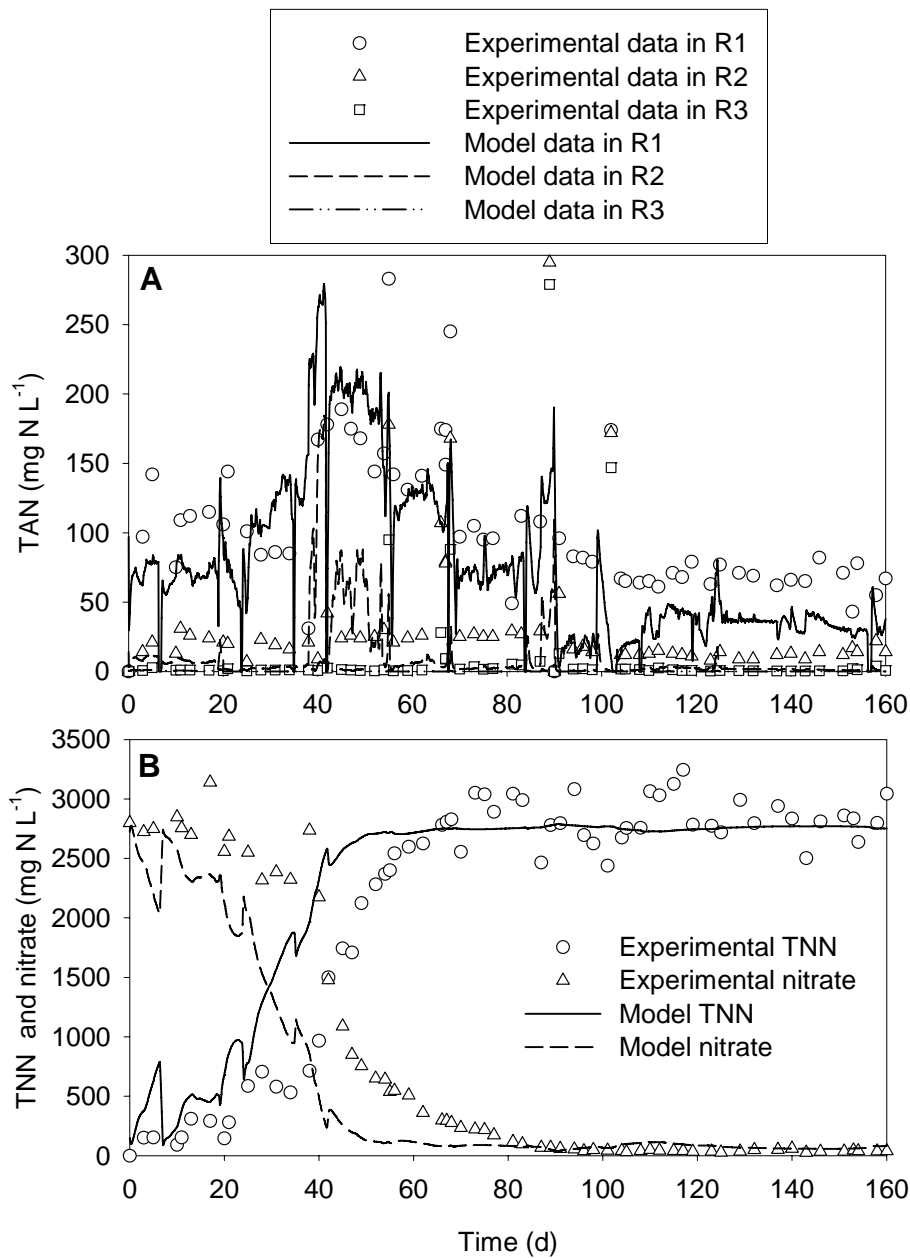 Experimental data in R1
Experimental data in R2
Experimental data in R3
Model data in R1
Model data in R2
Model data in R3
A
TAN (mg N L⁻¹)
300
250
200
150
100
50
0
0 20 40 60 80 100 120 140 160
B
TNN and nitrate (mg N L⁻¹)
3500
3000
2500
2000
1500
1000
500
0
Experimental TNN
Experimental nitrate
Model TNN
Model nitrate
0 20 40 60 80 100 120 140 160
Time (d)